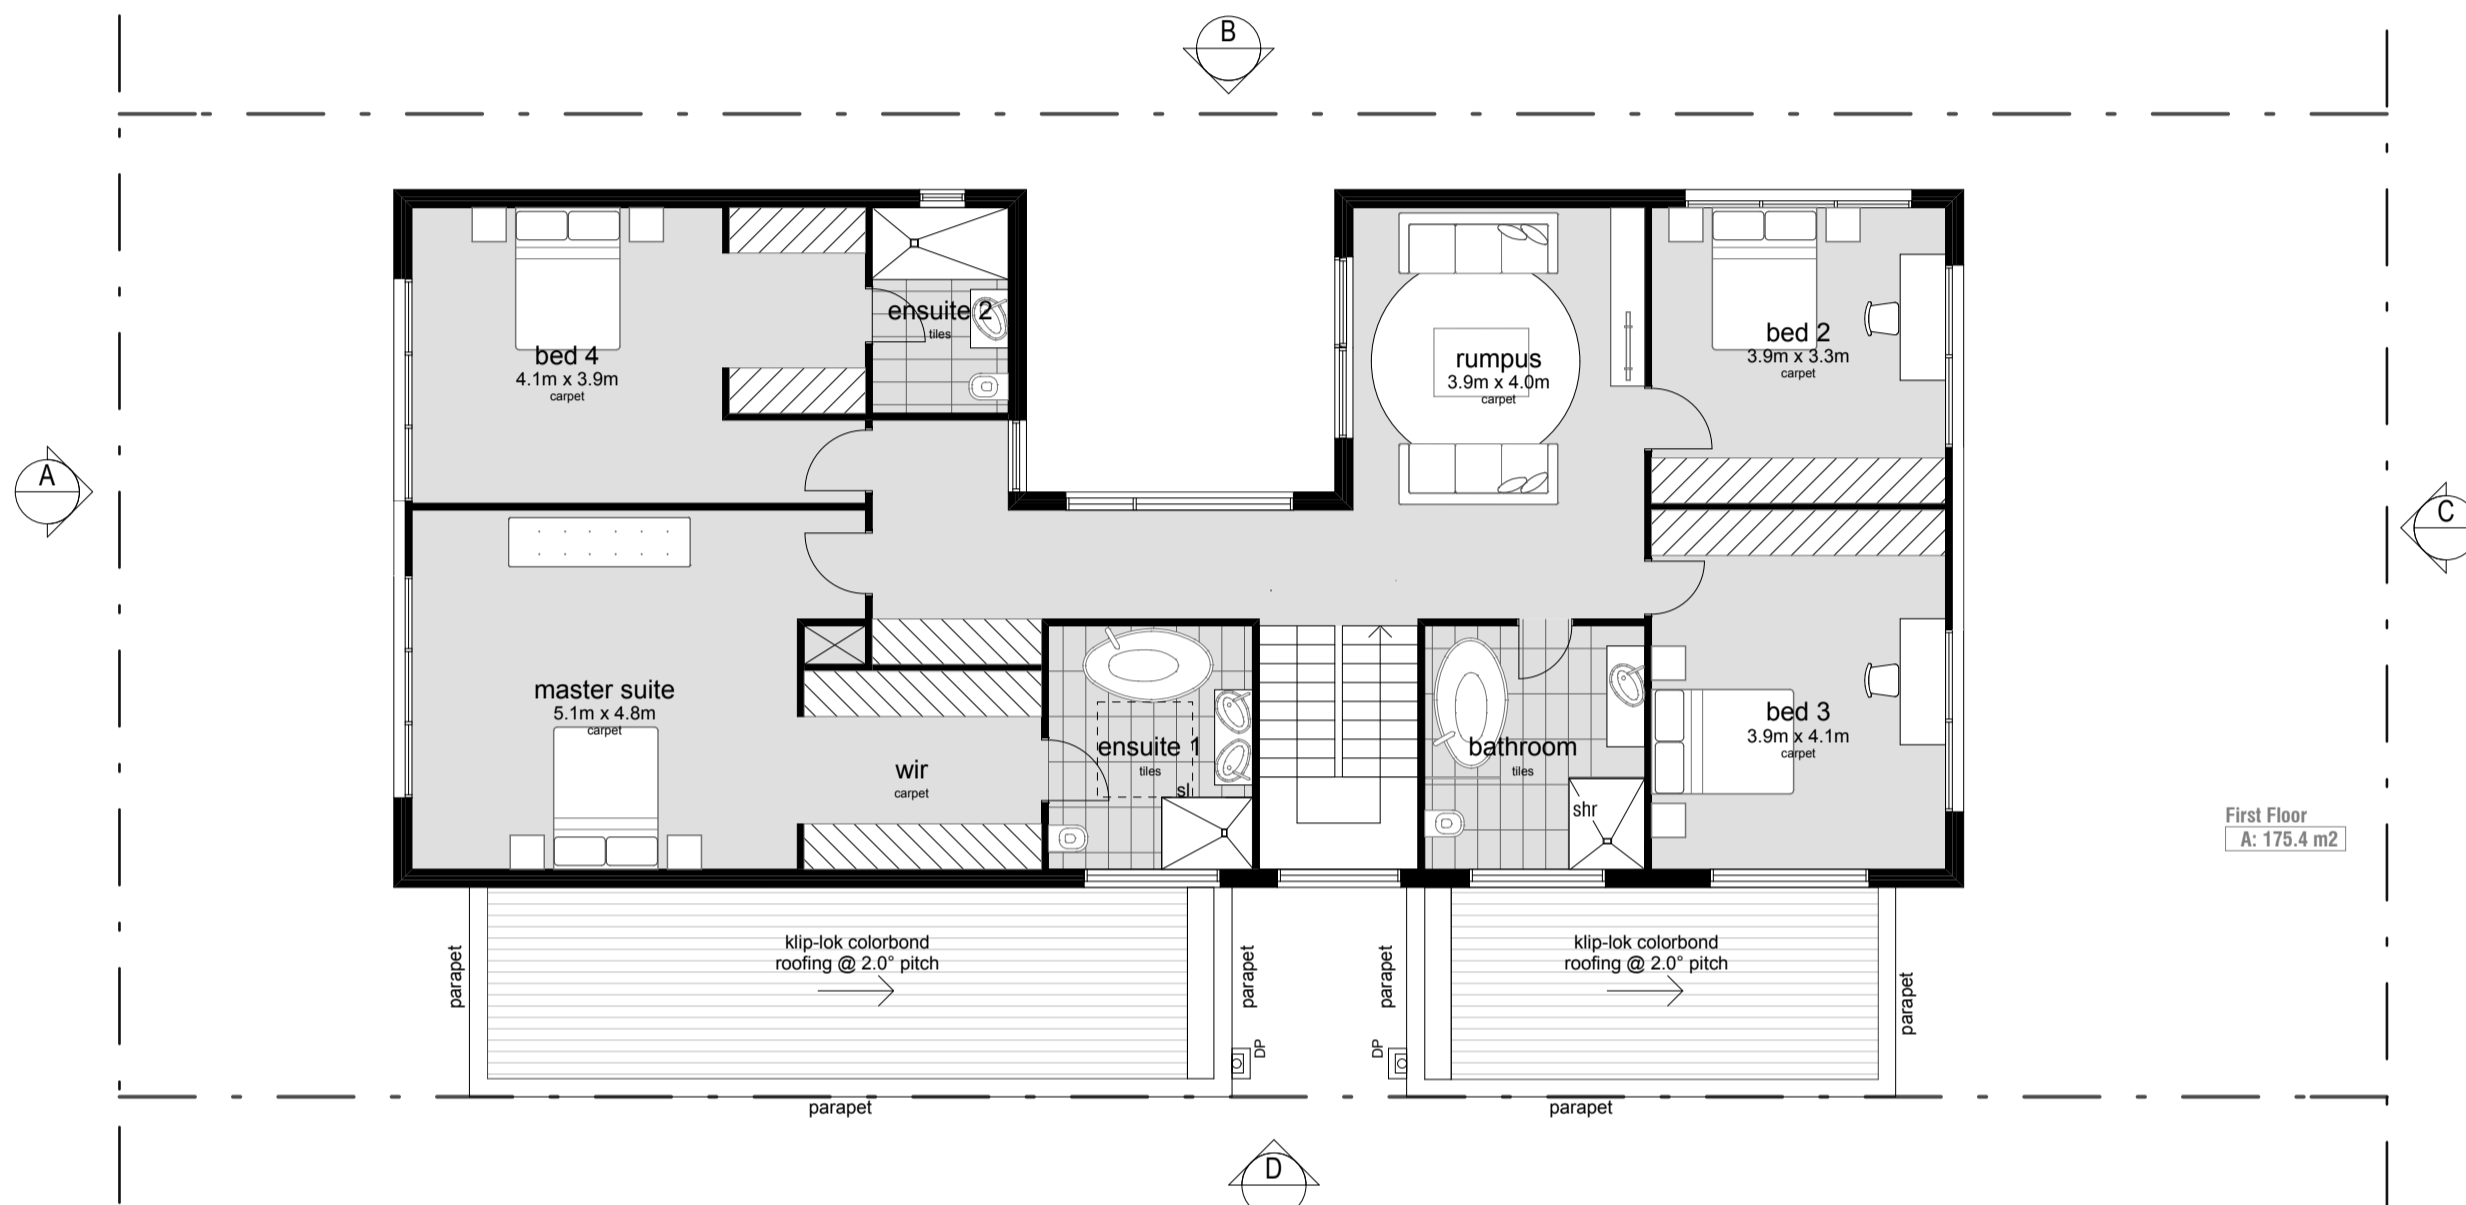 B
ensuite 2
tiles
bed 4
4.1m x 3.9m
carpet
rumpus
3.9m x 4.0m
carpet
bed 2
3.9m x 3.3m
carpet
A
C
master suite
5.1m x 4.8m
carpet
wir
carpet
ensuite 1
tiles
sl
bathroom
tiles
shr
bed 3
3.9m x 4.1m
carpet
First Floor
A: 175.4 m2
parapet
klip-lok colorbond
roofing @ 2.0° pitch
parapet
DP
parapet
DP
klip-lok colorbond
roofing @ 2.0° pitch
parapet
parapet
parapet
D